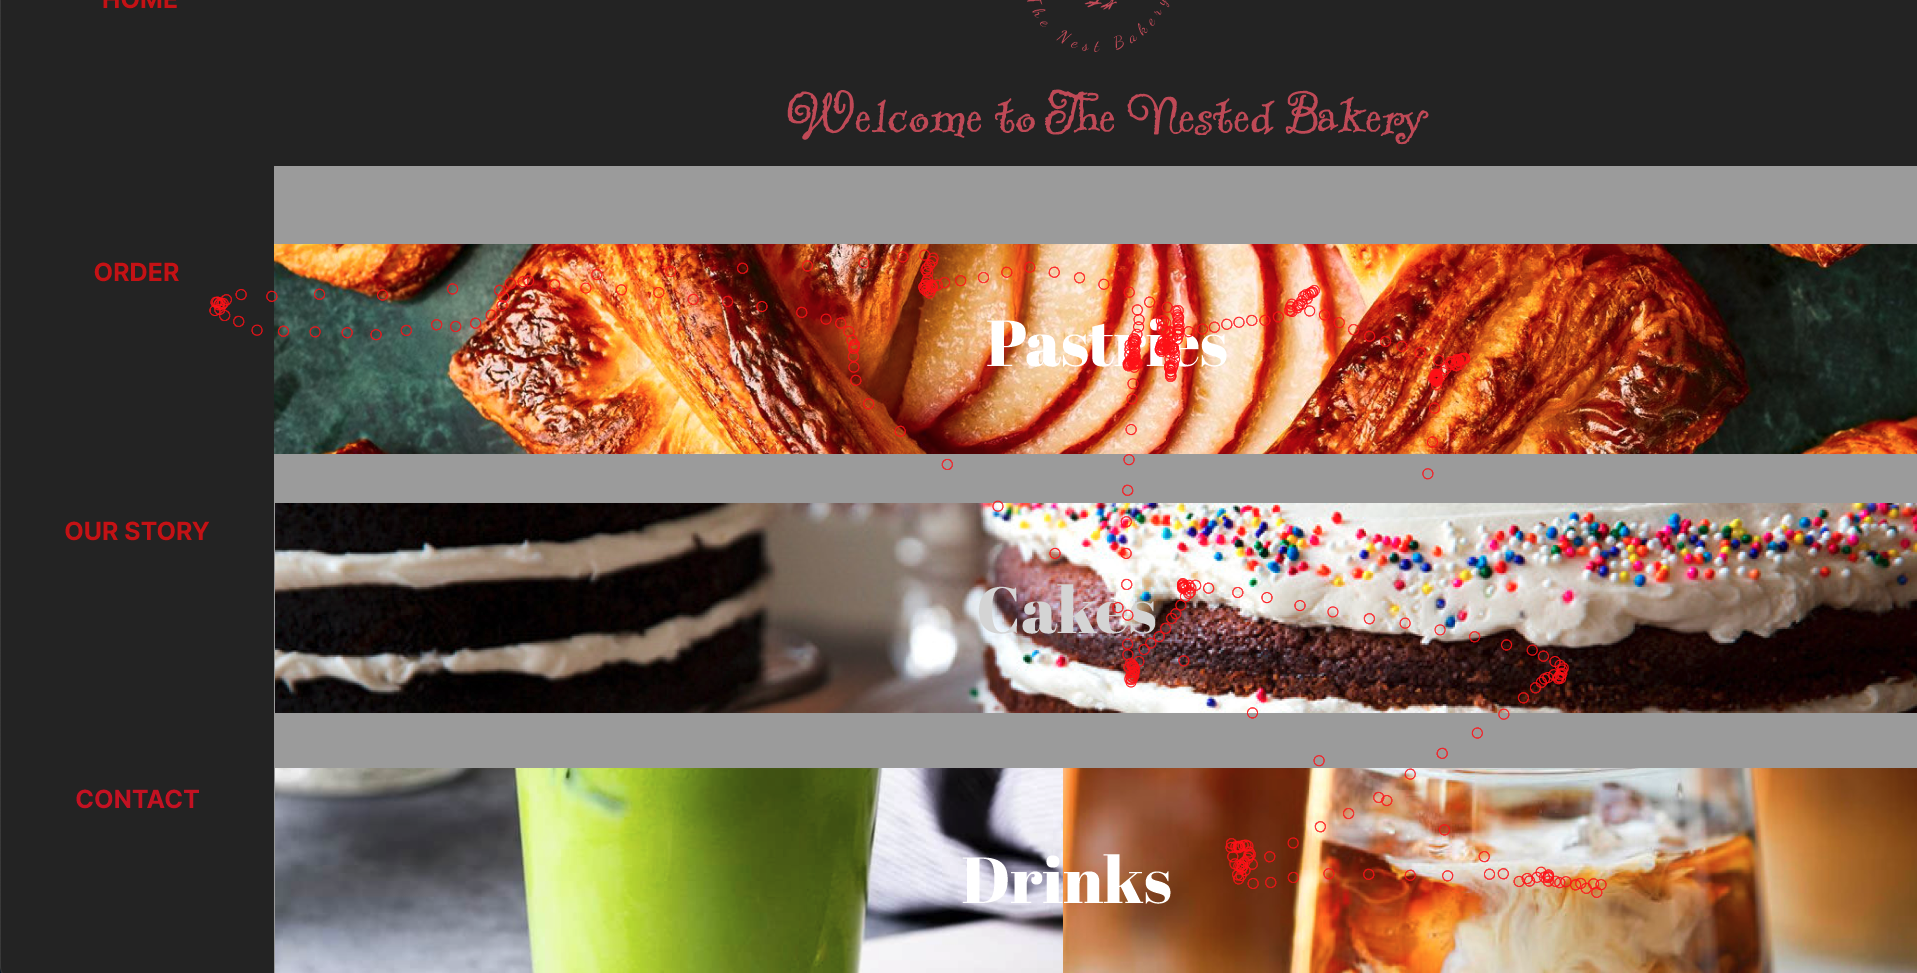 HOME
The Nest Bakery
Welcome to The Nested Bakery
ORDER
Pastries
OUR STORY
Cakes
CONTACT
Drinks